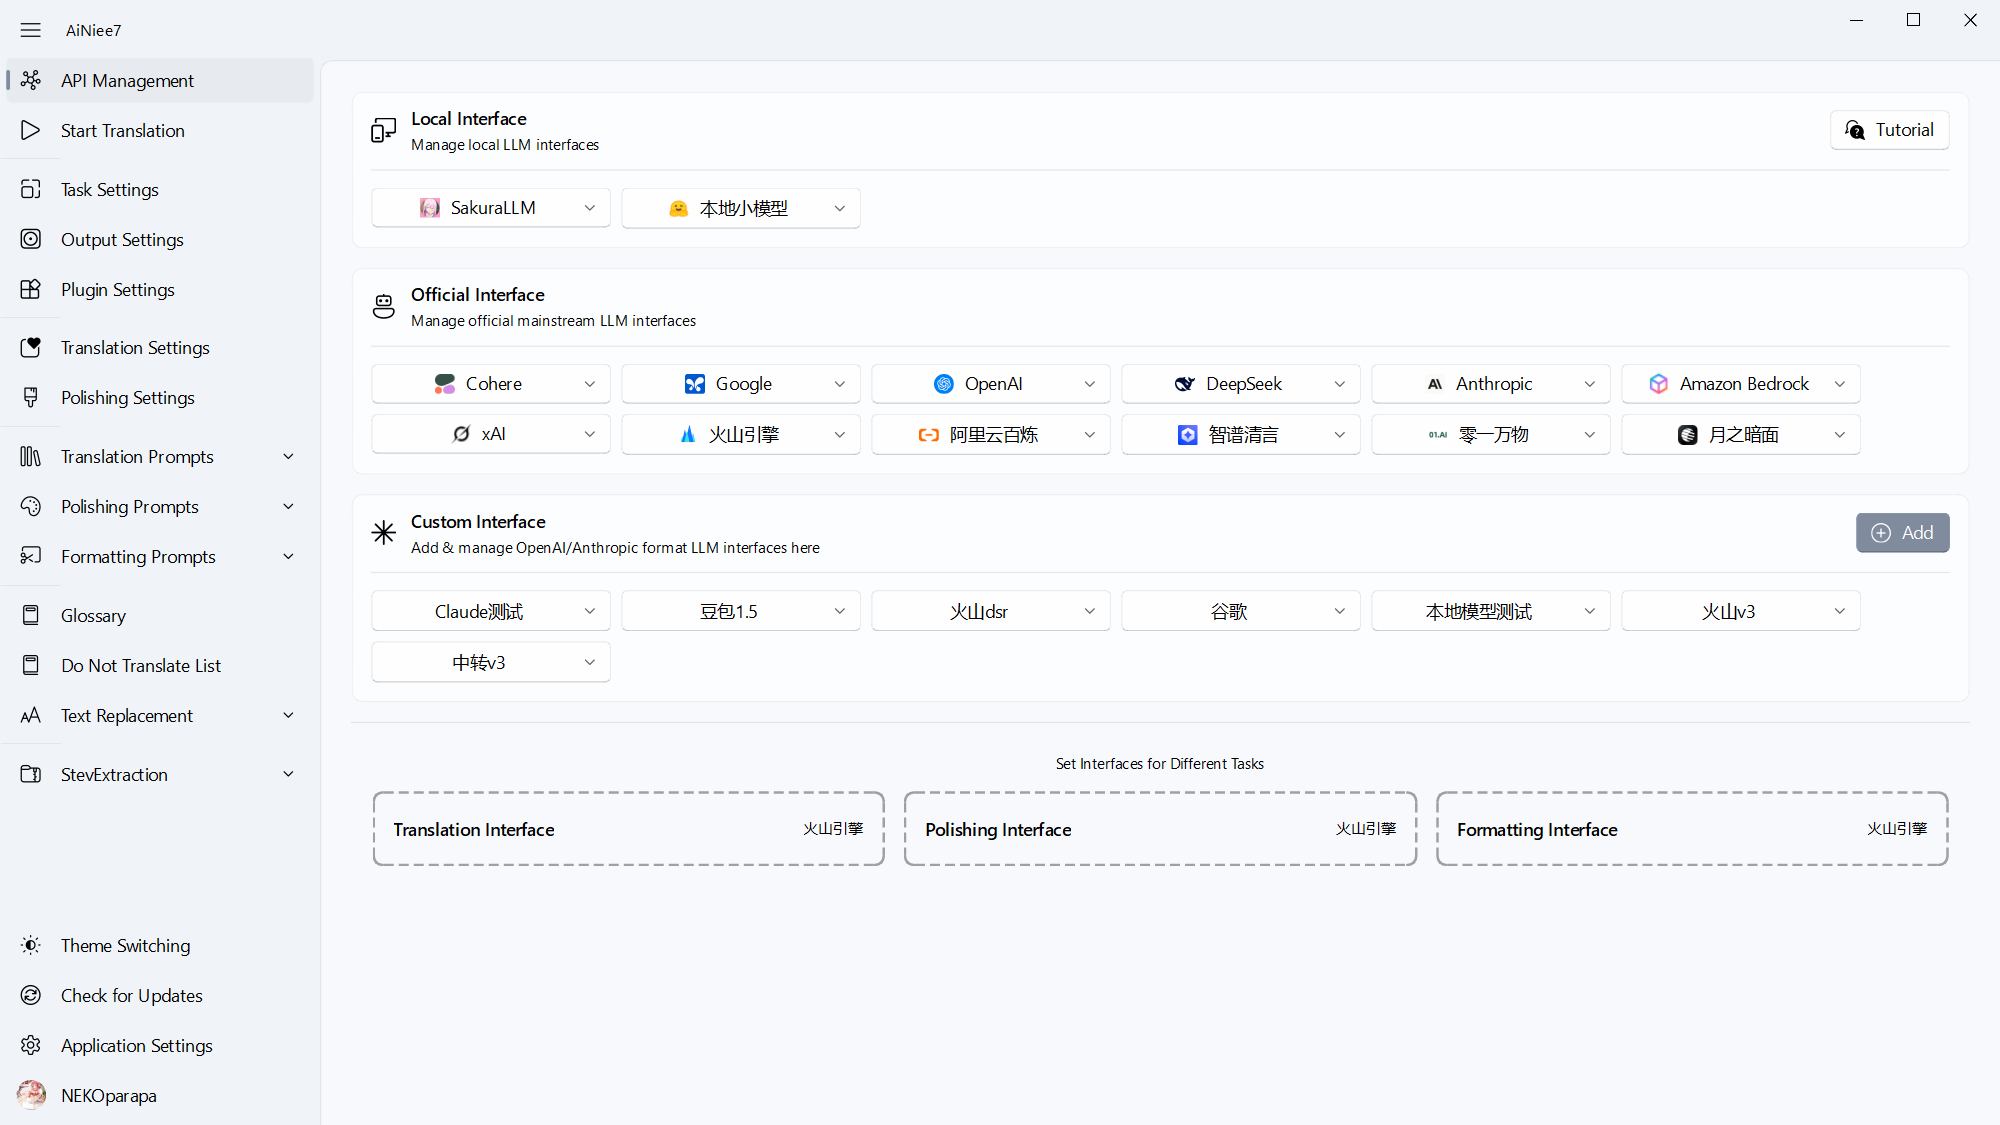 AiNiee7
API Management
Start Translation
Task Settings
Output Settings
Plugin Settings
Translation Settings
Polishing Settings
Translation Prompts
Polishing Prompts
Formatting Prompts
Glossary
Do Not Translate List
Text Replacement
StevExtraction
Theme Switching
Check for Updates
Application Settings
NEKOparapa
Local Interface
Manage local LLM interfaces
Tutorial
SakuraLLM
本地小模型
Official Interface
Manage official mainstream LLM interfaces
Cohere
Google
OpenAI
DeepSeek
Anthropic
Amazon Bedrock
xAI
火山引擎
阿里云百炼
智谱清言
01.AI 零一万物
月之暗面
Custom Interface
Add & manage OpenAI/Anthropic format LLM interfaces here
Add
Claude测试
豆包1.5
火山dsr
谷歌
本地模型测试
火山v3
中转v3
Set Interfaces for Different Tasks
Translation Interface 火山引擎
Polishing Interface 火山引擎
Formatting Interface 火山引擎